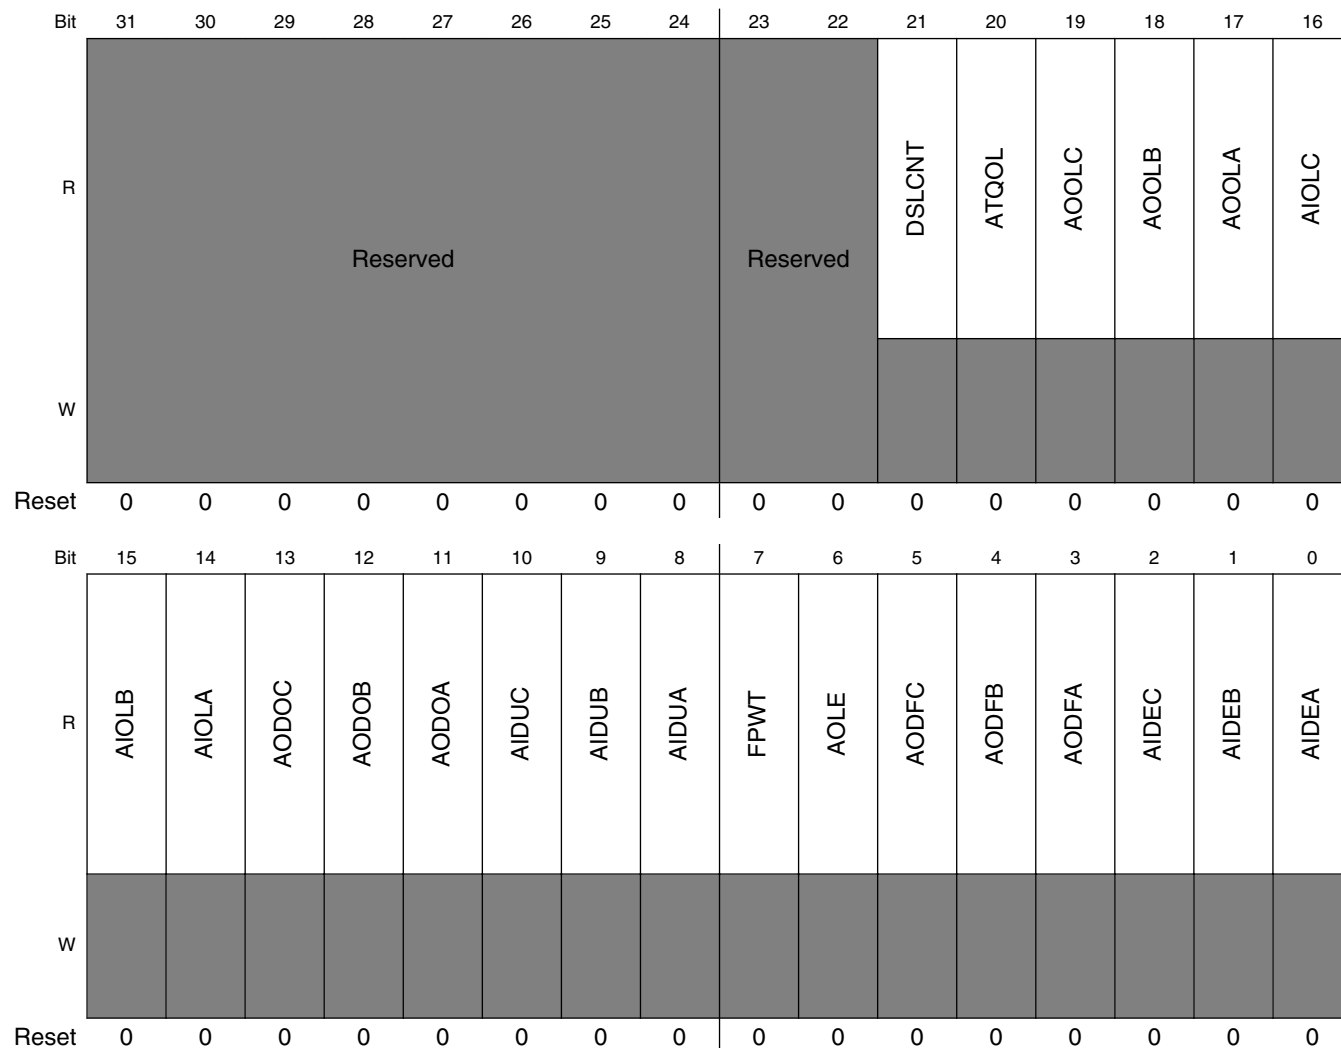 Bit 31 30 29 28 27 26 25 24 23 22 21 20 19 18 17 16
R Reserved Reserved DSLCNT ATQOL AOOLC AOOLB AOOLA AIOLC
W
Reset 0 0 0 0 0 0 0 0 0 0 0 0 0 0 0 0
Bit 15 14 13 12 11 10 9 8 7 6 5 4 3 2 1 0
R AIOLB AIOLA AODOC AODOB AODOA AIDUC AIDUB AIDUA FPWT AOLE AODFC AODFB AODFA AIDEC AIDEB AIDEA
W
Reset 0 0 0 0 0 0 0 0 0 0 0 0 0 0 0 0